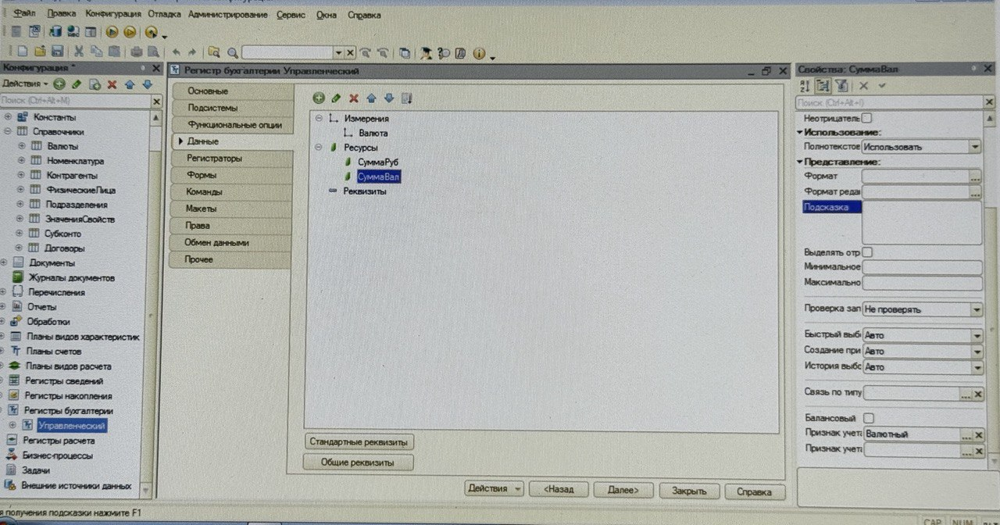 Файл Правка Конфигурация Отладка Администрирование Сервис Окна Справка
Конфигурация *
Действия
Поиск (Ctrl+Alt+M)
Константы
Справочники
Валюты
Номенклатура
Контрагенты
ФизическиеЛица
Подразделения
ЗначенияСвойств
Субконто
Договоры
Документы
Журналы документов
Перечисления
Отчеты
Обработки
Планы видов характеристик
Планы счетов
Планы видов расчета
Регистры сведений
Регистры накопления
Регистры бухгалтерии
Управленческий
Регистры расчета
Бизнес-процессы
Задачи
Внешние источники данных
Регистр бухгалтерии Управленческий
Основные
Подсистемы
Функциональные опции
Данные
Регистраторы
Формы
Команды
Макеты
Права
Обмен данными
Прочее
Измерения
Валюта
Ресурсы
СуммаРуб
СуммаВал
Реквизиты
Стандартные реквизиты
Общие реквизиты
Действия <Назад Далее> Закрыть Справка
Свойства: СуммаВал
Поиск (Ctrl+Alt+I)
Неотрицатель
Использование:
Полнотекстое Использовать
Представление:
Формат
Формат реда
Подсказка
Выделять отр
Минимальное
Максимально
Проверка зап Не проверять
Быстрый выб Авто
Создание при Авто
История выбо Авто
Связь по типу
Балансовый
Признак учета Валютный
Признак учета
я получения подсказки нажмите F1
CAP NUM